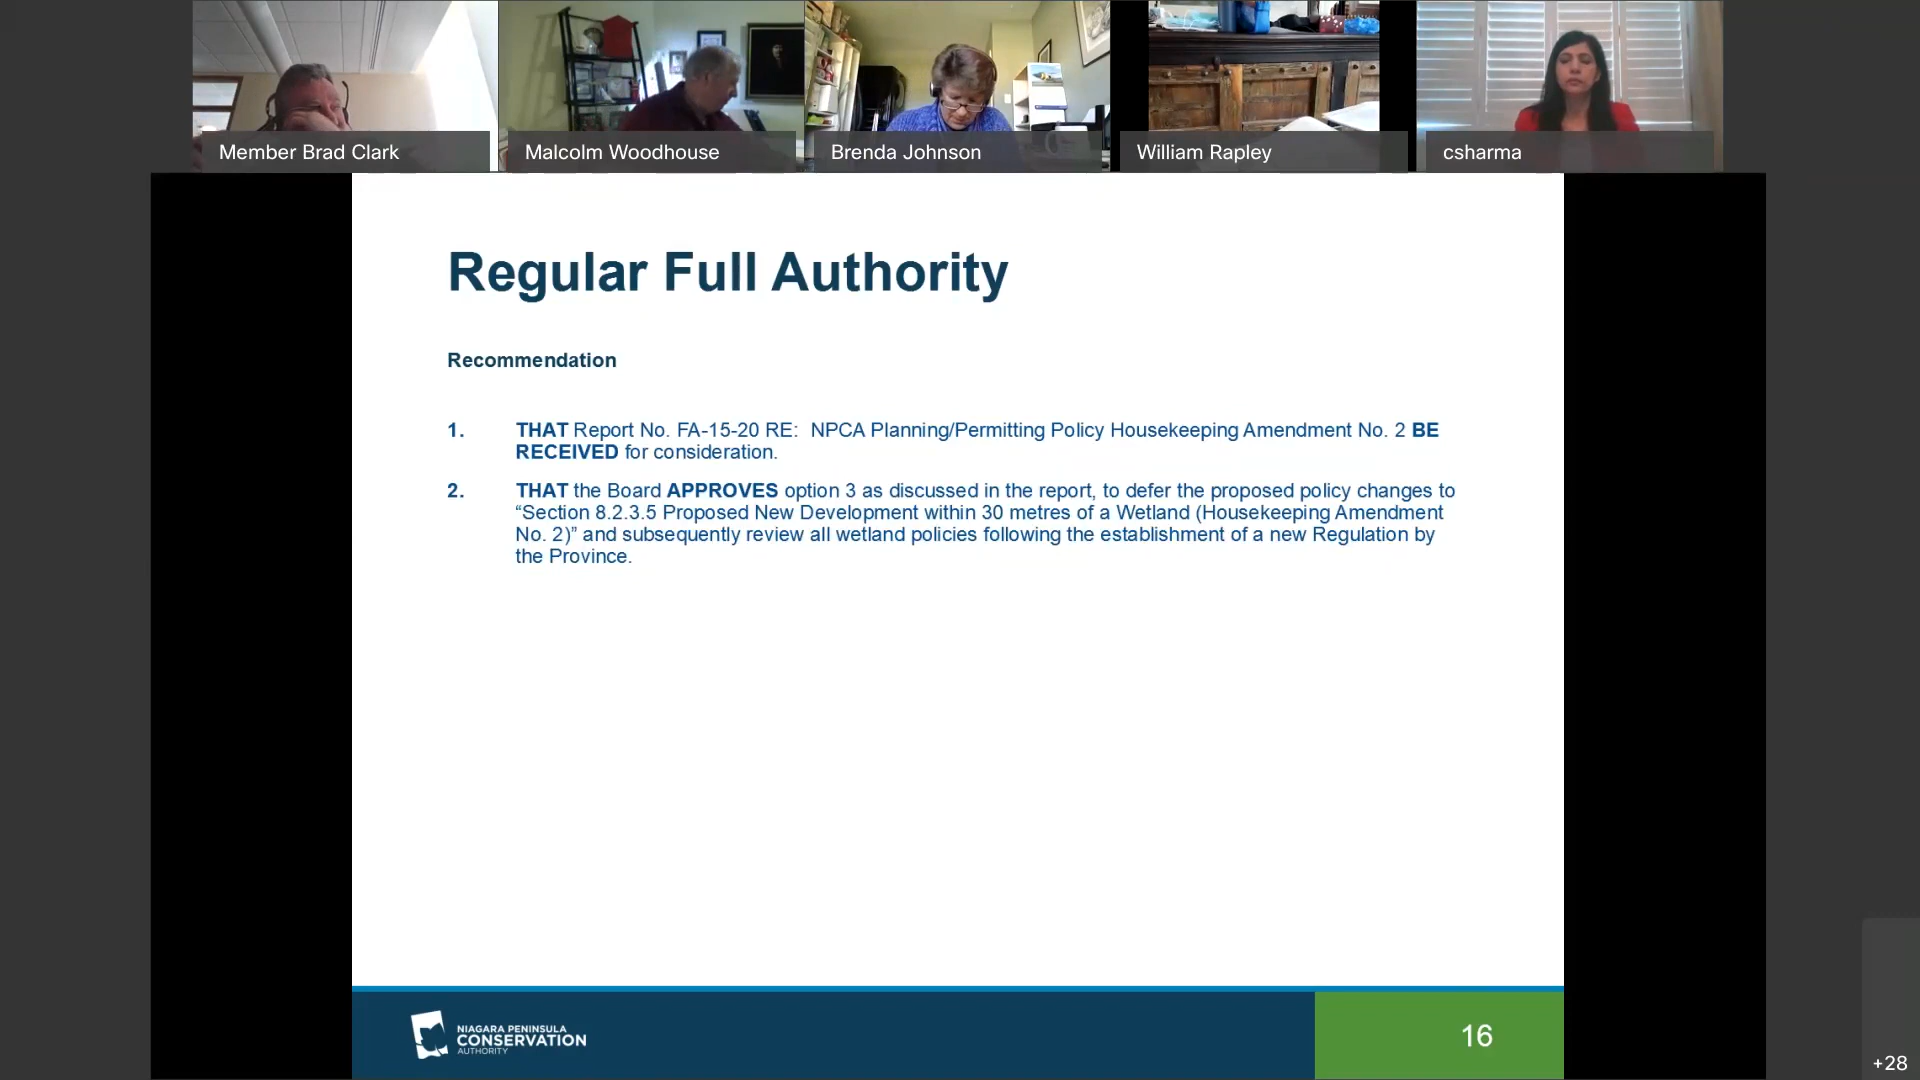 Member Brad Clark
Malcolm Woodhouse
Brenda Johnson
William Rapley
csharma
Regular Full Authority
Recommendation
1. THAT Report No. FA-15-20 RE: NPCA Planning/Permitting Policy Housekeeping Amendment No. 2 BE
RECEIVED for consideration.
2. THAT the Board APPROVES option 3 as discussed in the report, to defer the proposed policy changes to
“Section 8.2.3.5 Proposed New Development within 30 metres of a Wetland (Housekeeping Amendment
No. 2)” and subsequently review all wetland policies following the establishment of a new Regulation by
the Province.
NIAGARA PENINSULA
CONSERVATION
AUTHORITY
16
+28